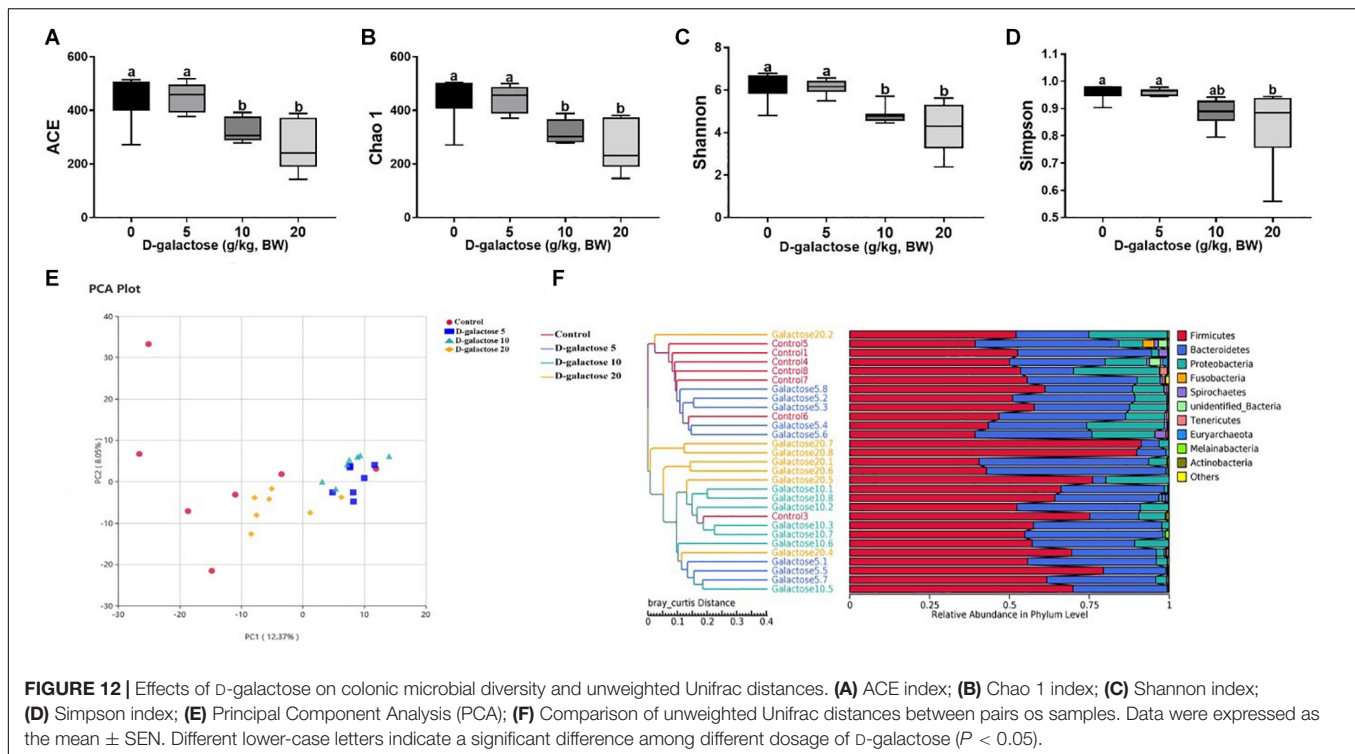 A
600
400
200
0
ACE
a
a
b
b
0 5 10 20
D-galactose (g/kg, BW)
B
600
400
200
0
Chao 1
a
a
b
b
0 5 10 20
D-galactose (g/kg, BW)
C
8
6
4
2
0
Shannon
a
a
b
b
0 5 10 20
D-galactose (g/kg, BW)
D
1.1
1.0
0.9
0.8
0.7
0.6
0.5
Simpson
a
a
ab
b
0 5 10 20
D-galactose (g/kg, BW)
E
PCA Plot
40
30
20
10
0
-10
-20
-30
PC2 ( 8.05% )
-30 -20 -10 0 10 20
PC1 ( 12.37% )
Control
D-galactose 5
D-galactose 10
D-galactose 20
F
Control
D-galactose 5
D-galactose 10
D-galactose 20
Galactose20.2
Control5
Control1
Control4
Control8
Control7
Galactose5.8
Galactose5.2
Galactose5.3
Control6
Galactose5.4
Galactose5.6
Galactose20.7
Galactose20.8
Galactose20.1
Galactose20.6
Galactose20.5
Galactose10.1
Galactose10.8
Galactose10.2
Control3
Galactose10.3
Galactose10.7
Galactose10.6
Galactose20.4
Galactose5.1
Galactose5.5
Galactose5.7
Galactose10.5
bray_curtis Distance
0 0.1 0.2 0.3 0.4
0 0.25 0.5 0.75 1
Relative Abundance in Phylum Level
Firmicutes
Bacteroidetes
Proteobacteria
Fusobacteria
Spirochaetes
unidentified_Bacteria
Tenericutes
Euryarchaeota
Melainabacteria
Actinobacteria
Others
FIGURE 12 | Effects of D-galactose on colonic microbial diversity and unweighted Unifrac distances. (A) ACE index; (B) Chao 1 index; (C) Shannon index;
(D) Simpson index; (E) Principal Component Analysis (PCA); (F) Comparison of unweighted Unifrac distances between pairs os samples. Data were expressed as
the mean ± SEN. Different lower-case letters indicate a significant difference among different dosage of D-galactose (P < 0.05).